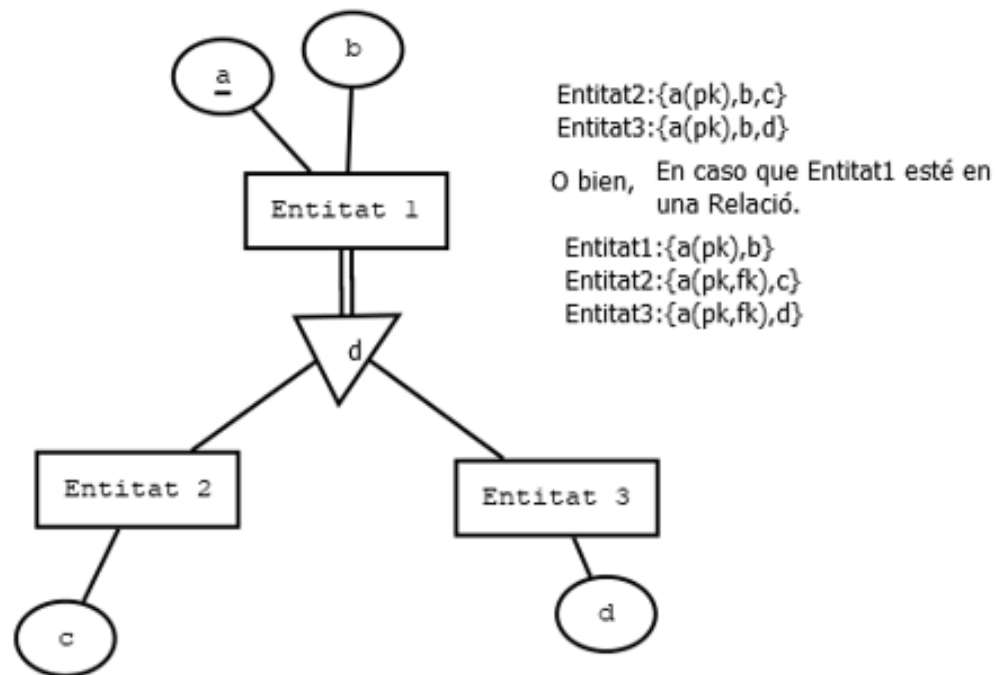 a
b
Entitat 1
d
Entitat 2
Entitat 3
c
d
Entitat2:{a(pk),b,c}
Entitat3:{a(pk),b,d}
O bien, En caso que Entitat1 esté en
una Relació.
Entitat1:{a(pk),b}
Entitat2:{a(pk,fk),c}
Entitat3:{a(pk,fk),d}